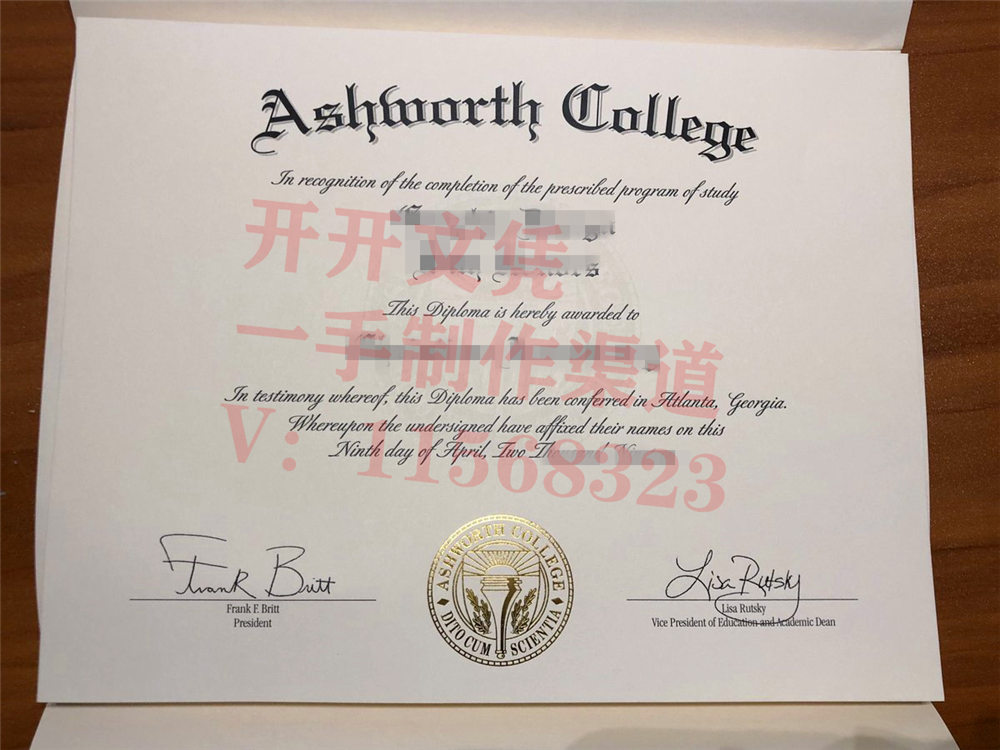 Ashworth College
In recognition of the completion of the prescribed program of study
开开文凭
This Diploma is hereby awarded to
一手制作渠道
In testimony whereof, this Diploma has been conferred in Atlanta, Georgia.
Whereupon the undersigned have affixed their names on this
Ninth day of April, Two
V: 11568323
ASHWORTH COLLEGE
DITO CUM SCIENTIA
Frank Britt
Frank F. Britt
President
Lisa Rutsky
Lisa Rutsky
Vice President of Education and Academic Dean